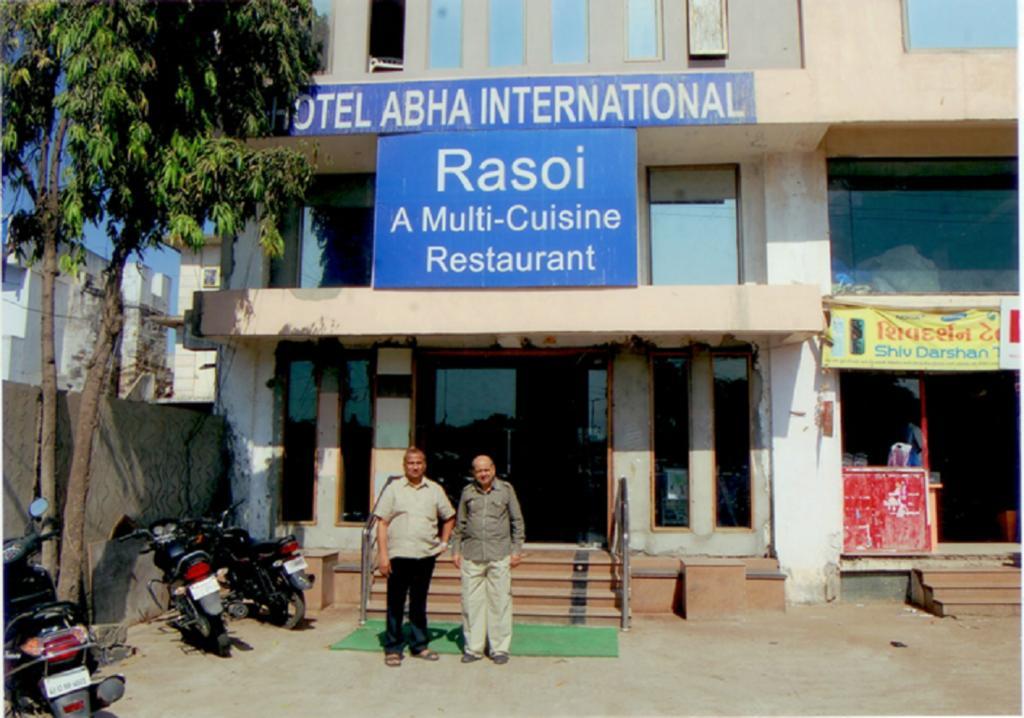 HOTEL ABHA INTERNATIONAL
Rasoi
A Multi-Cuisine
Restaurant
શિવદર્શન
Shiv Darshan